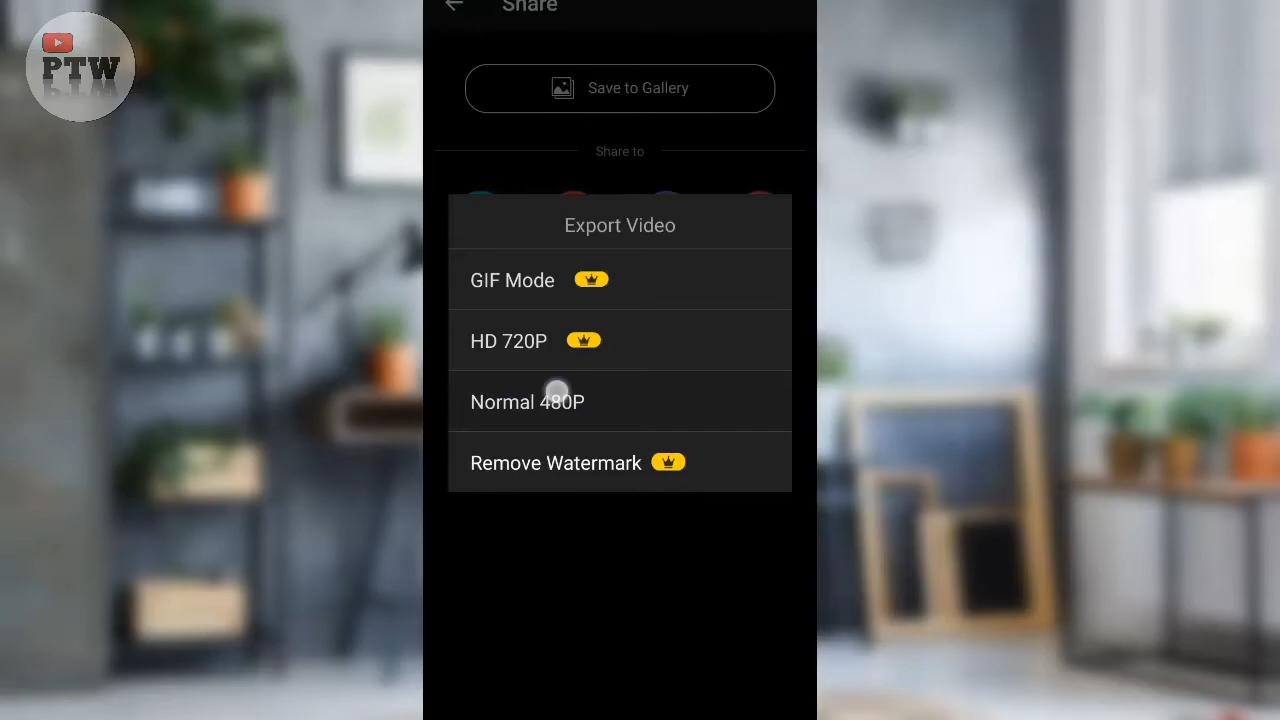 PTW
Share
Save to Gallery
Share to
Export Video
GIF Mode
HD 720P
Normal 480P
Remove Watermark